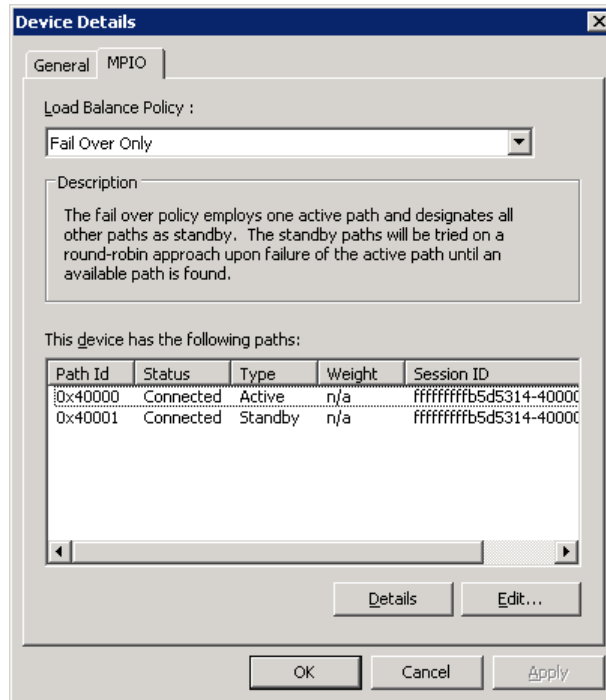 Device Details
General MPIO
Load Balance Policy :
Fail Over Only
Description
The fail over policy employs one active path and designates all
other paths as standby. The standby paths will be tried on a
round-robin approach upon failure of the active path until an
available path is found.
This device has the following paths:
Path Id Status Type Weight Session ID
0x40000 Connected Active n/a fffffffffb5d5314-40000
0x40001 Connected Standby n/a fffffffffb5d5314-40000
Details Edit...
OK Cancel Apply